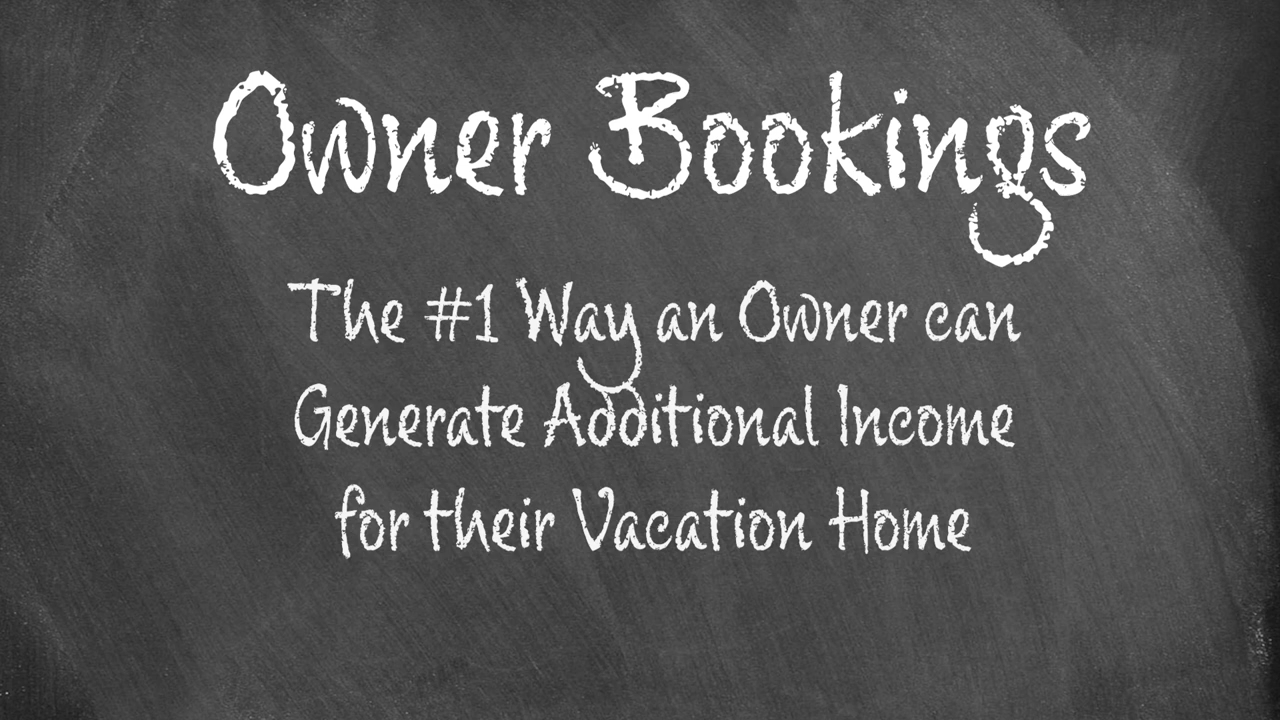 Owner Bookings
The #1 Way an Owner can
Generate Additional Income
for their Vacation Home